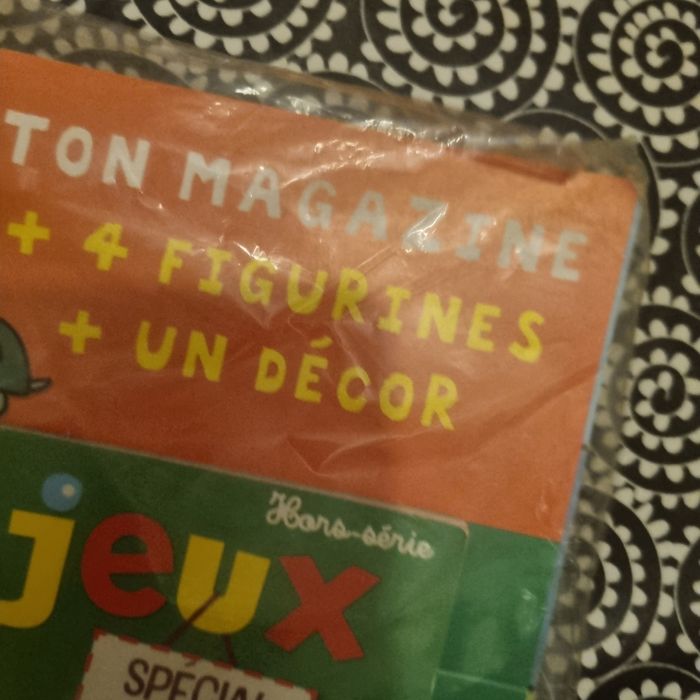 TON MAGAZINE
+ 4 FIGURINES
+ UN DÉCOR
Hors-série
jeux
SPÉCIAL